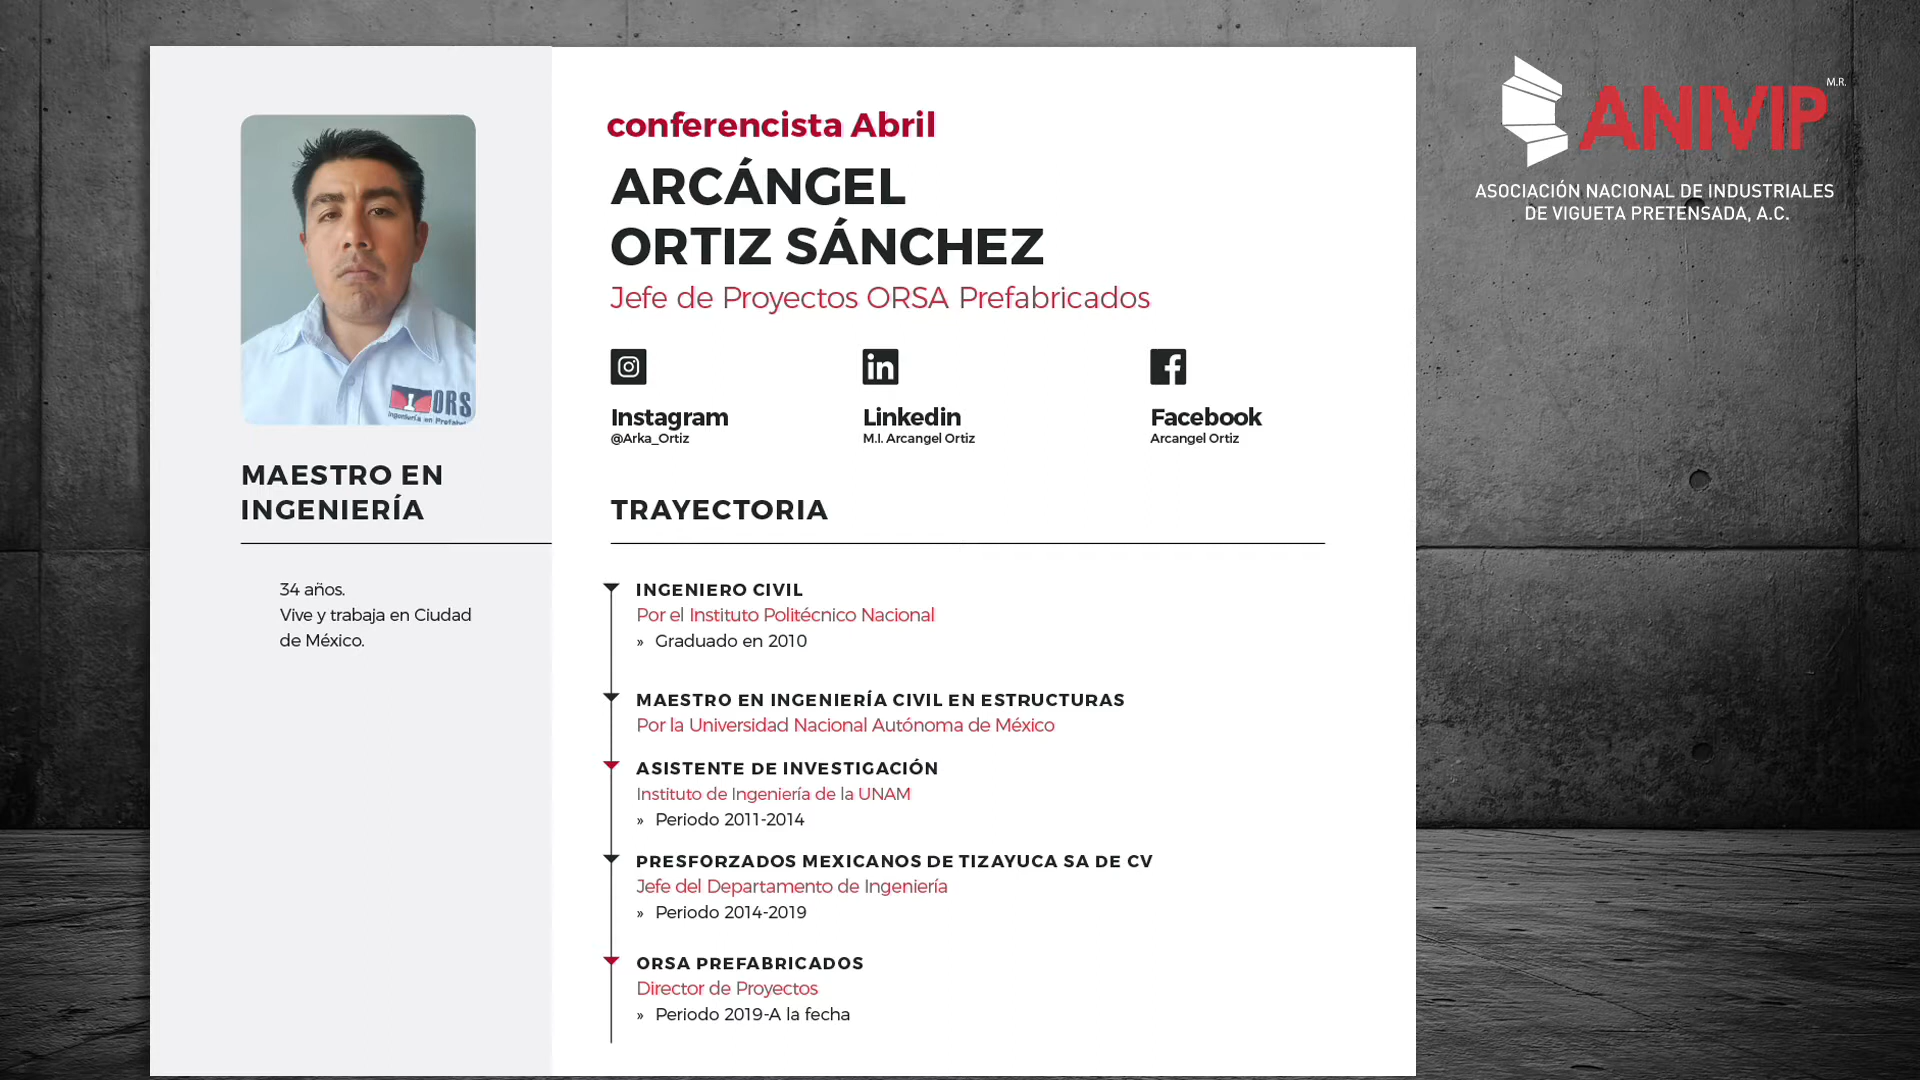 conferencista Abril
ARCÁNGEL
ORTIZ SÁNCHEZ
Jefe de Proyectos ORSA Prefabricados
Instagram
@Arka_Ortiz
Linkedin
M.I. Arcangel Ortiz
Facebook
Arcangel Ortiz
ORS
Ingeniería en Prefabri
MAESTRO EN
INGENIERÍA
34 años.
Vive y trabaja en Ciudad
de México.
TRAYECTORIA
INGENIERO CIVIL
Por el Instituto Politécnico Nacional
» Graduado en 2010
MAESTRO EN INGENIERÍA CIVIL EN ESTRUCTURAS
Por la Universidad Nacional Autónoma de México
ASISTENTE DE INVESTIGACIÓN
Instituto de Ingeniería de la UNAM
» Periodo 2011-2014
PRESFORZADOS MEXICANOS DE TIZAYUCA SA DE CV
Jefe del Departamento de Ingeniería
» Periodo 2014-2019
ORSA PREFABRICADOS
Director de Proyectos
» Periodo 2019-A la fecha
ANIVIP M.R.
ASOCIACIÓN NACIONAL DE INDUSTRIALES
DE VIGUETA PRETENSADA, A.C.